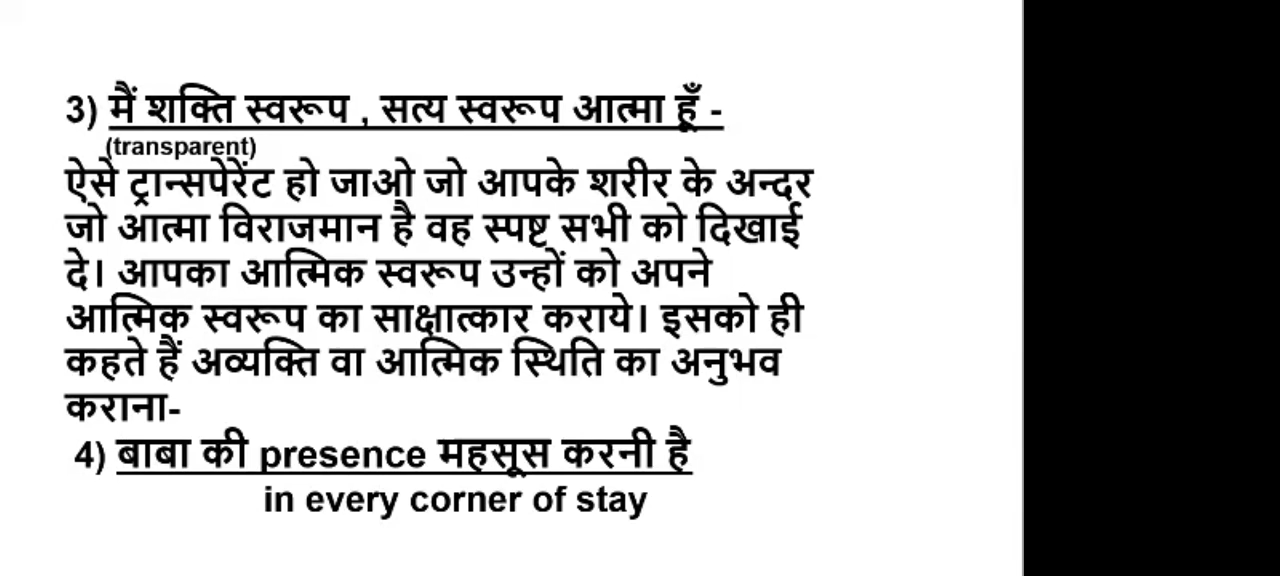 3) मैं शक्ति स्वरूप , सत्य स्वरूप आत्मा हूँ -
(transparent)
ऐसे ट्रान्सपेरेंट हो जाओ जो आपके शरीर के अन्दर
जो आत्मा विराजमान है वह स्पष्ट सभी को दिखाई
दे। आपका आत्मिक स्वरूप उन्हों को अपने
आत्मिक स्वरूप का साक्षात्कार कराये। इसको ही
कहते हैं अव्यक्ति वा आत्मिक स्थिति का अनुभव
कराना-
4) बाबा की presence महसूस करनी है
in every corner of stay